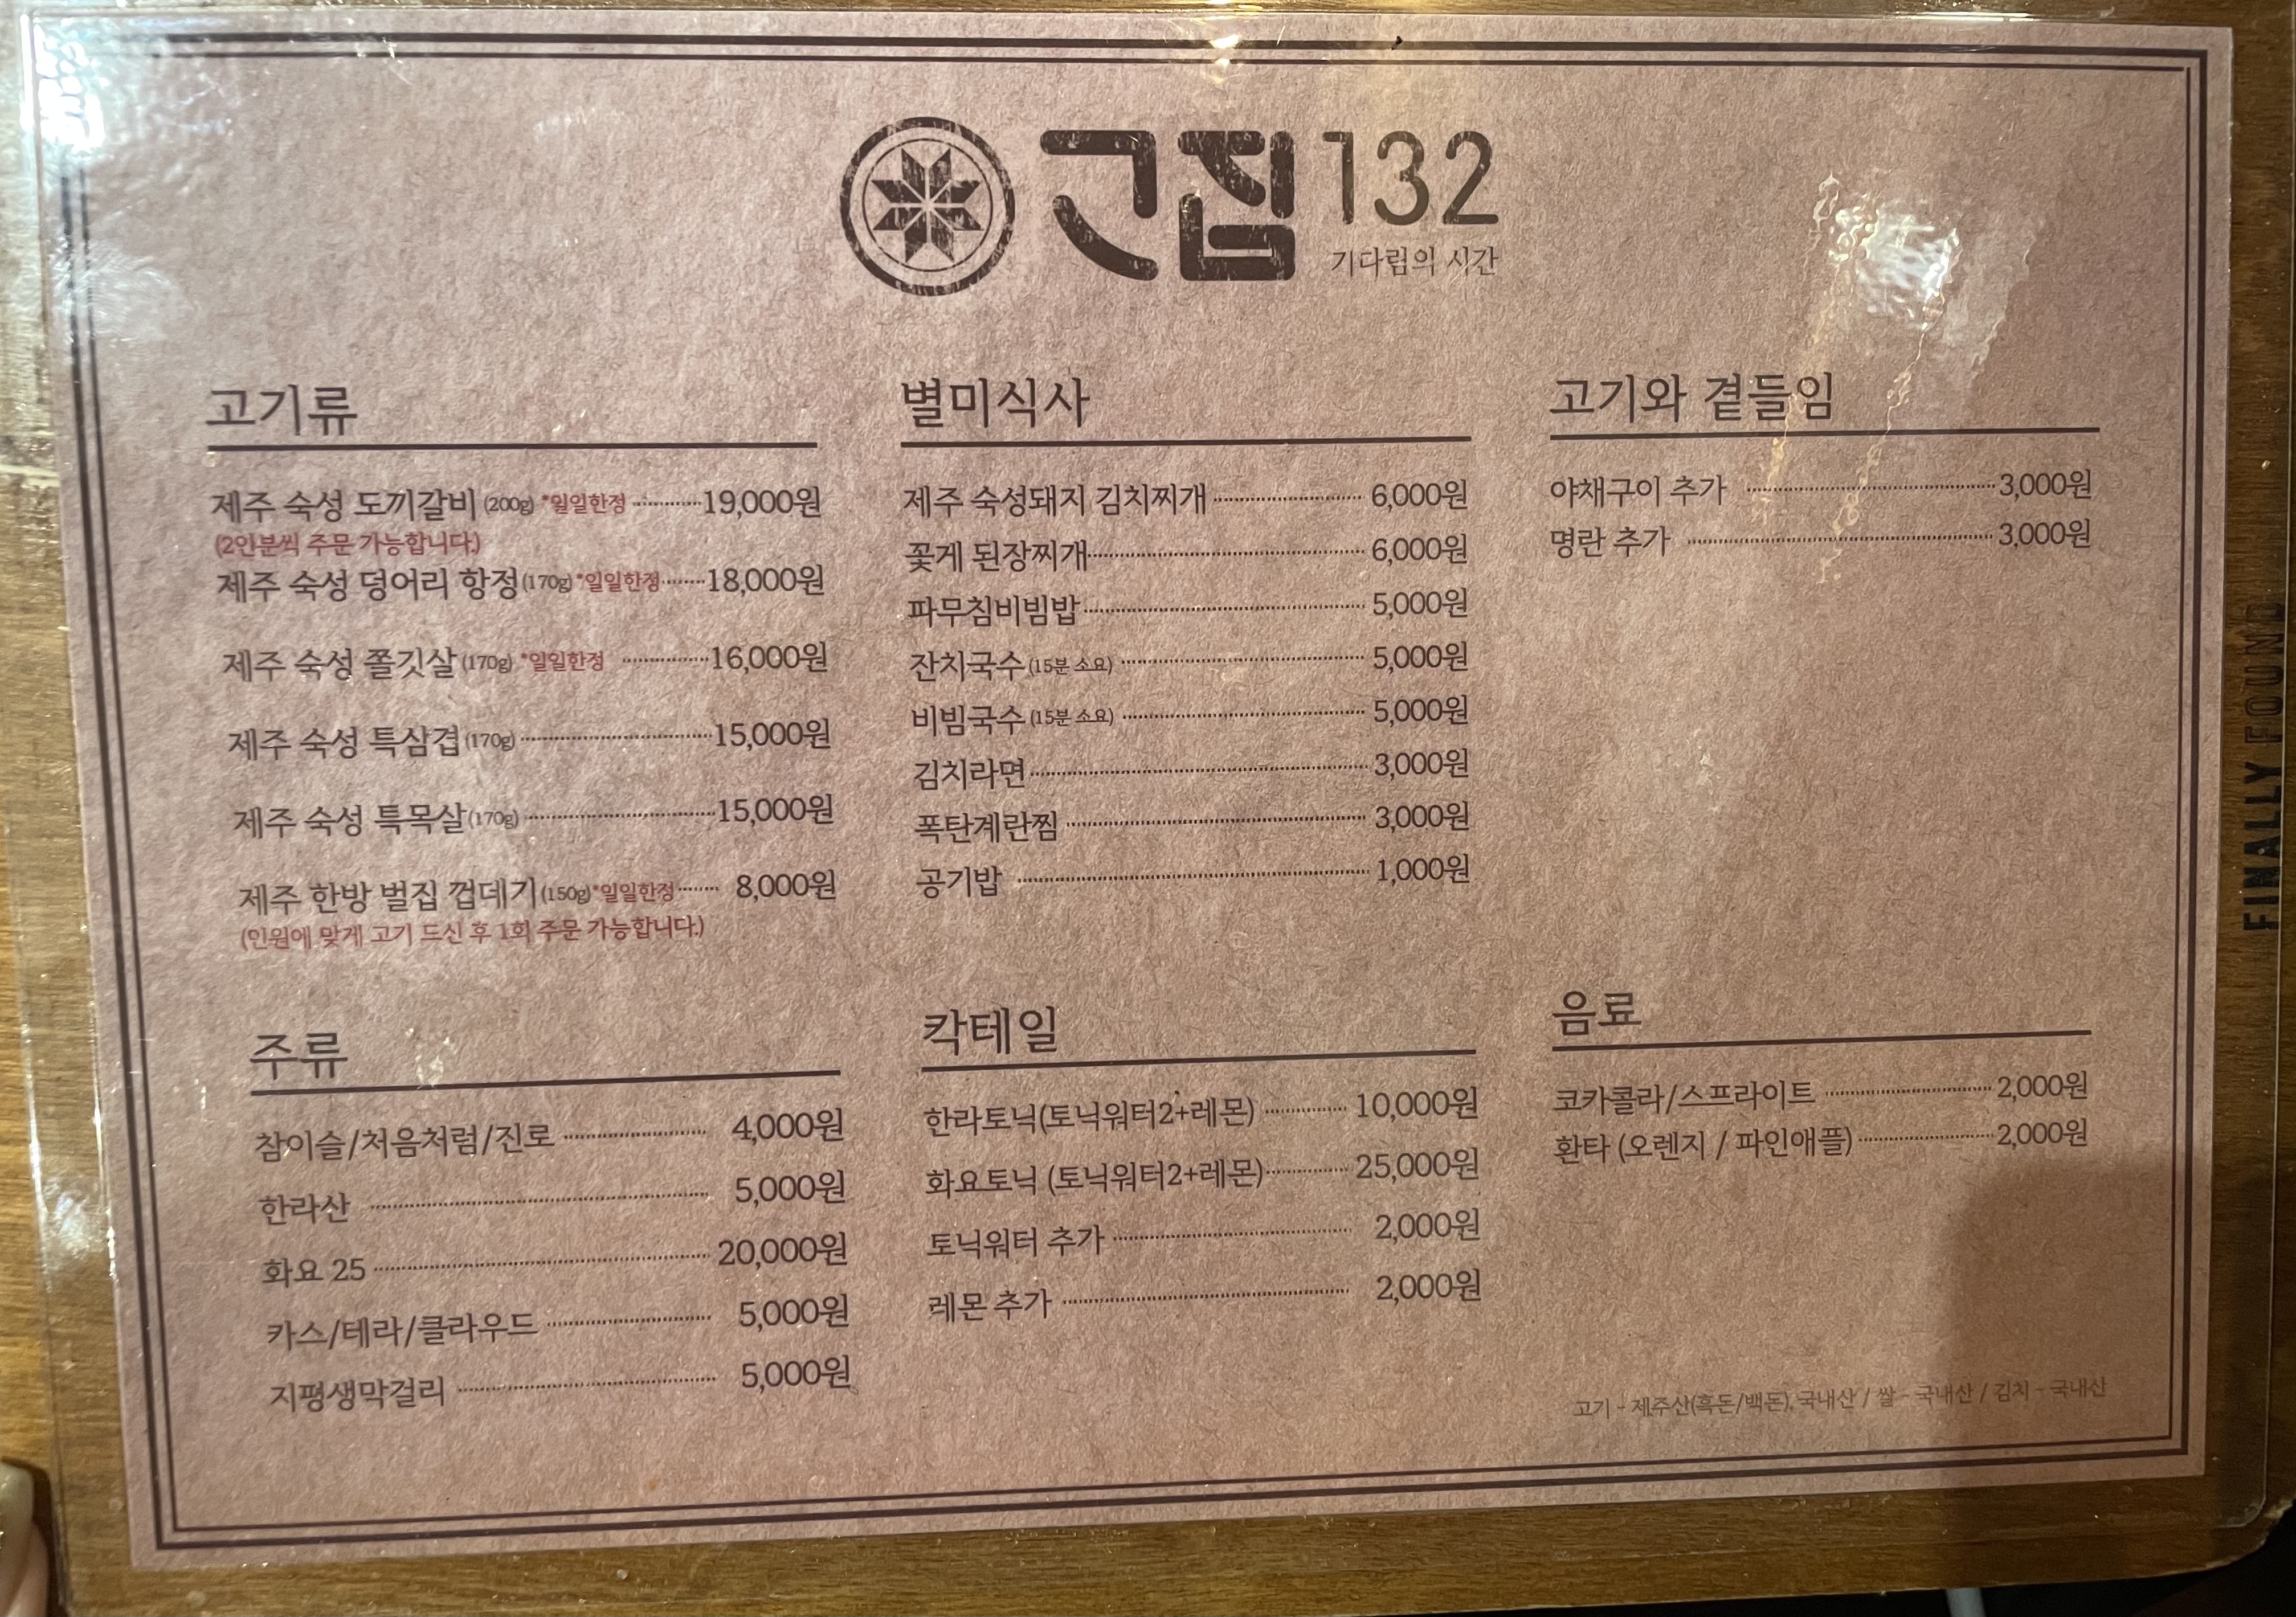 고집132
기다림의 시간
고기류
제주 숙성 도끼갈비 (200g) *일일한정 19,000원
(2인분씩 주문 가능합니다.)
제주 숙성 덩어리 항정(170g) *일일한정 18,000원
제주 숙성 쫄깃살(170g) *일일한정 16,000원
제주 숙성 특삼겹(170g) 15,000원
제주 숙성 특목살(170g) 15,000원
제주 한방 벌집 껍데기(150g)*일일한정 8,000원
(인원에 맞게 고기 드신 후 1회 주문 가능합니다.)
별미식사
제주 숙성돼지 김치찌개 6,000원
꽃게 된장찌개 6,000원
파무침비빔밥 5,000원
잔치국수(15분 소요) 5,000원
비빔국수(15분 소요) 5,000원
김치라면 3,000원
폭탄계란찜 3,000원
공기밥 1,000원
고기와 곁들임
야채구이 추가 3,000원
명란 추가 3,000원
주류
참이슬/처음처럼/진로 4,000원
한라산 5,000원
화요 25 20,000원
카스/테라/클라우드 5,000원
지평생막걸리 5,000원
칵테일
한라토닉(토닉워터2+레몬) 10,000원
화요토닉 (토닉워터2+레몬) 25,000원
토닉워터 추가 2,000원
레몬 추가 2,000원
음료
코카콜라/스프라이트 2,000원
환타 (오렌지 / 파인애플) 2,000원
고기 - 제주산(흑돈/백돈), 국내산 / 쌀 - 국내산 / 김치 - 국내산
FINALLY FOUND